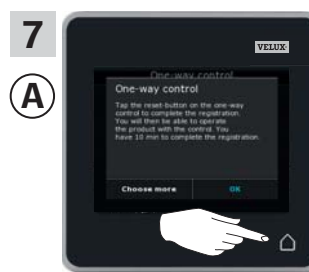 7
A
VELUX
One-way control
One-way control
Tap the reset-button on the one-way
control to complete the registration.
You will then be able to operate
the product with the control. You
have 10 min to complete the registration.
Choose more OK